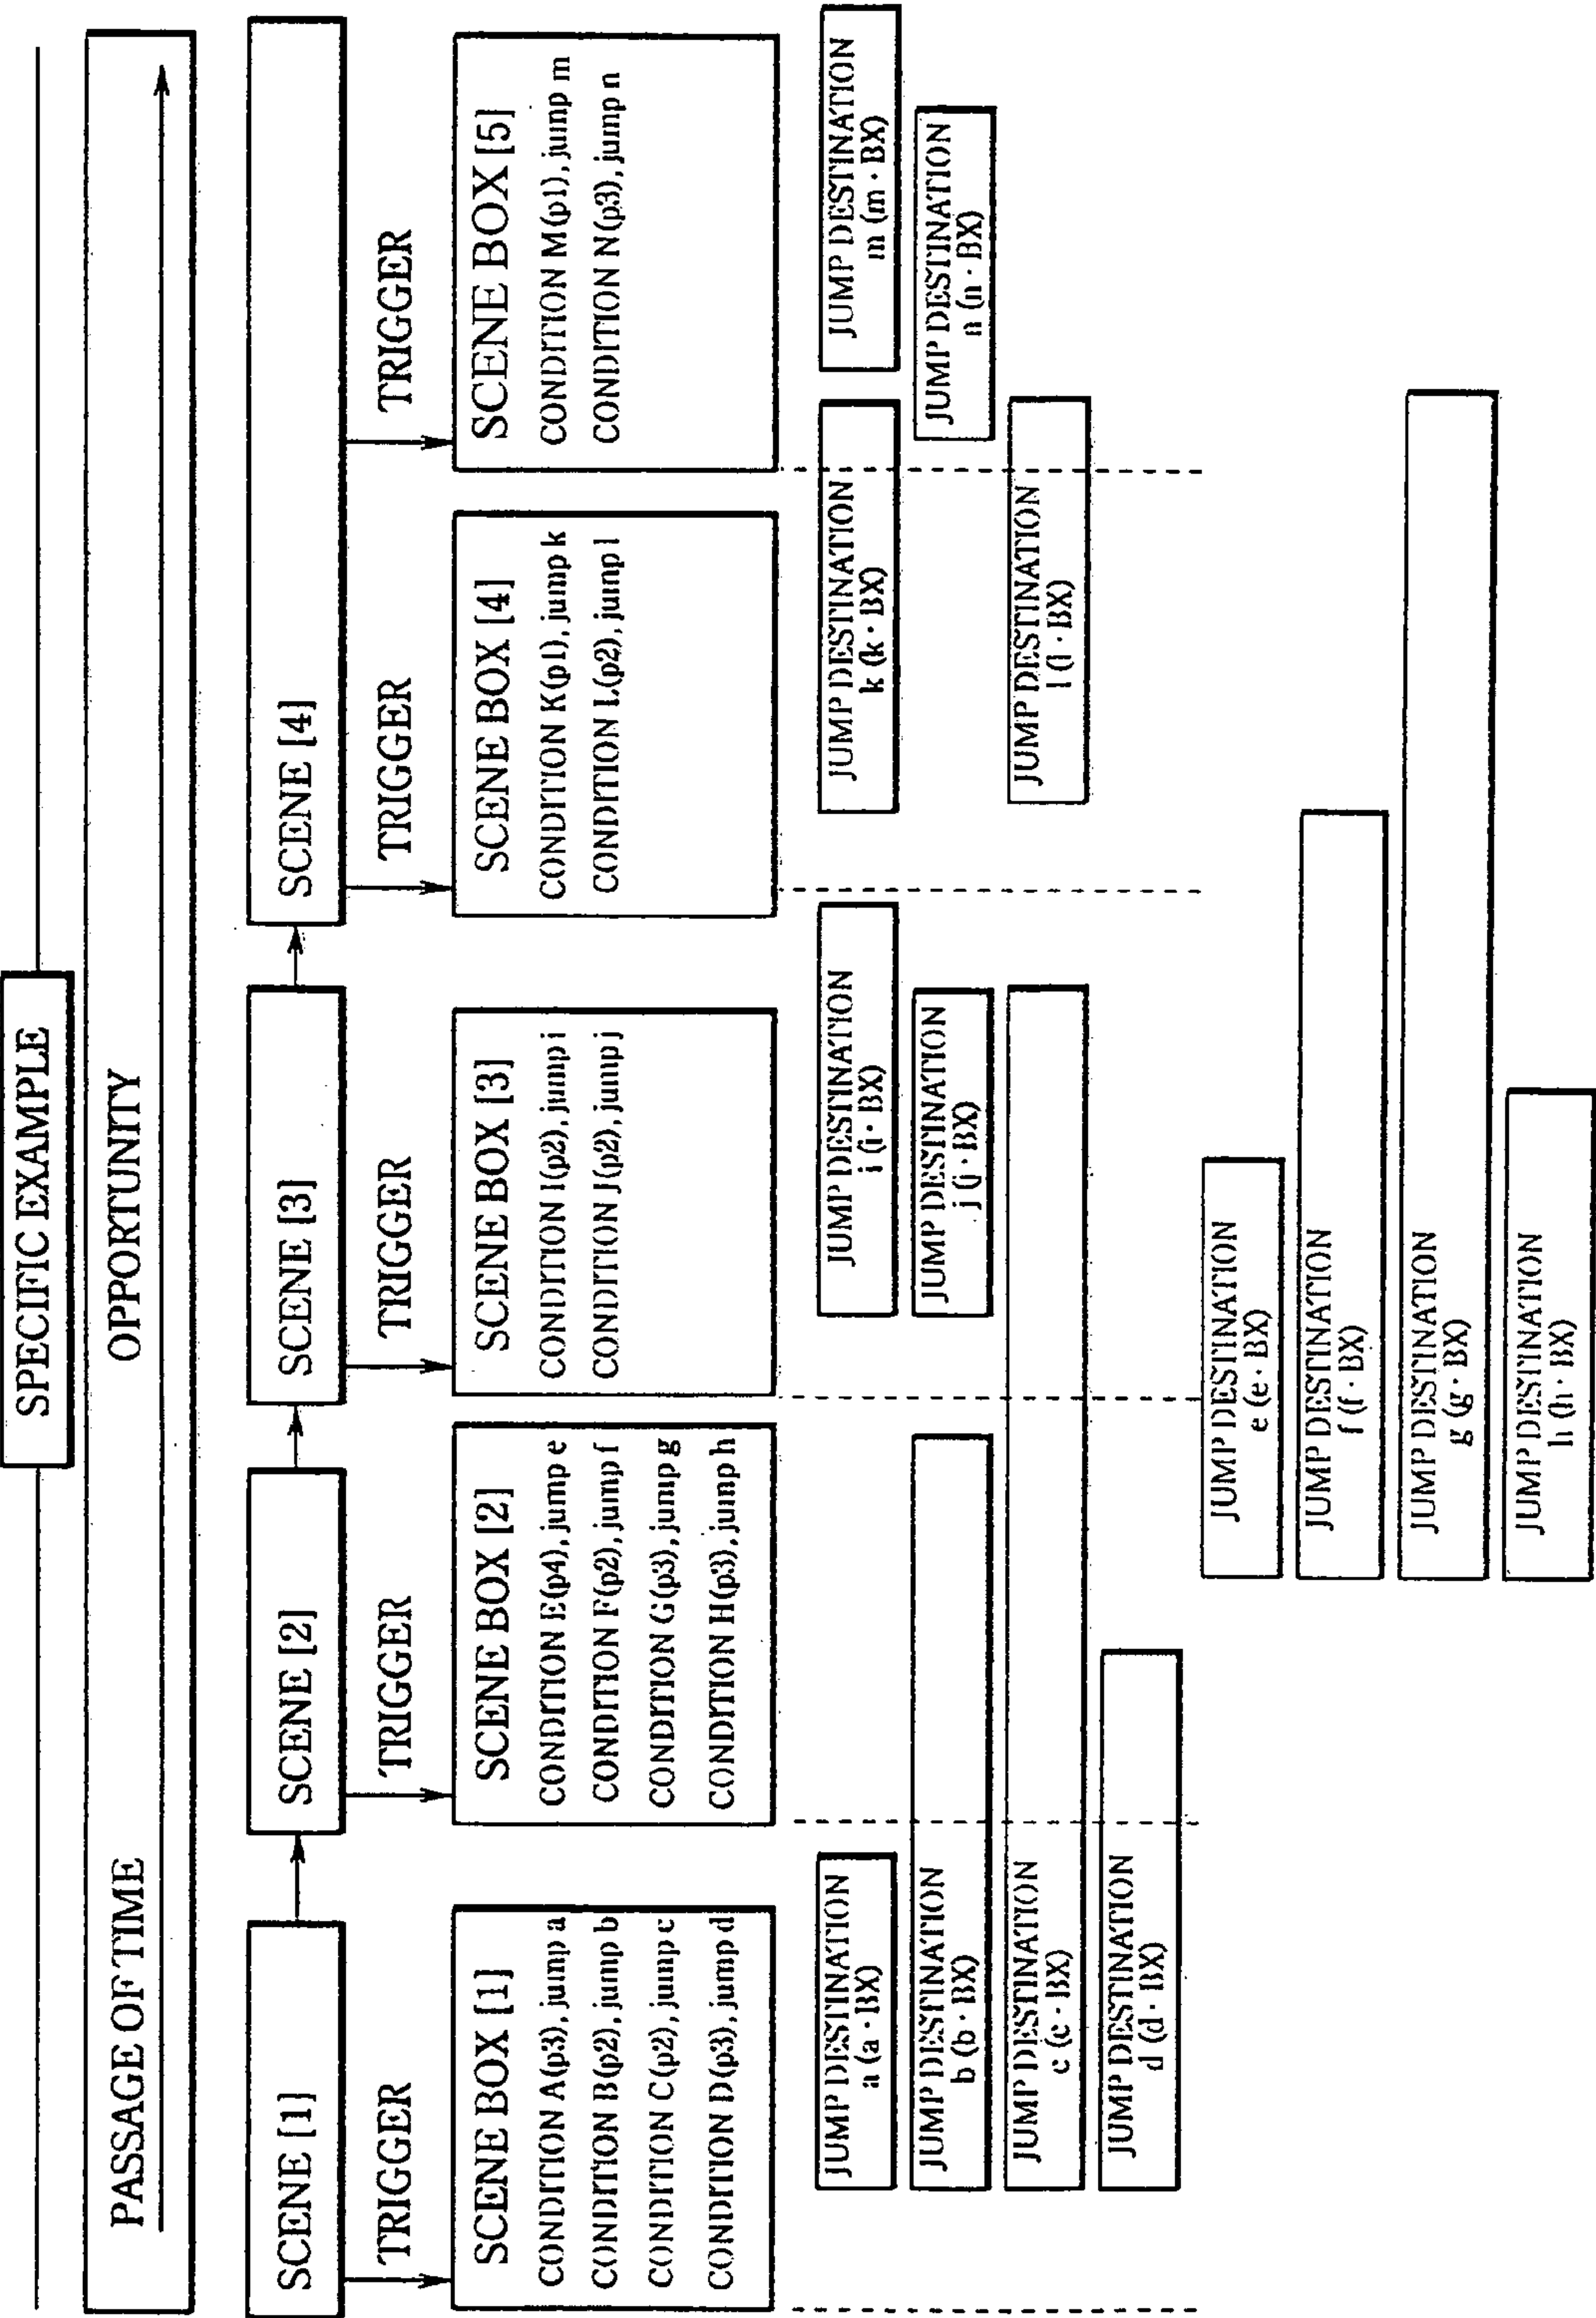 SPECIFIC EXAMPLE
OPPORTUNITY
PASSAGE OF TIME
SCENE [1]
SCENE [2]
SCENE [3]
SCENE [4]
TRIGGER
TRIGGER
TRIGGER
TRIGGER
TRIGGER
SCENE BOX [1]
CONDITION A(p3), jump a
CONDITION B(p2), jump b
CONDITION C(p2), jump c
CONDITION D(p3), jump d
SCENE BOX [2]
CONDITION E(p4), jump e
CONDITION F(p2), jump f
CONDITION G(p3), jump g
CONDITION H(p3), jump h
SCENE BOX [3]
CONDITION I(p2), jump i
CONDITION J(p2), jump j
SCENE BOX [4]
CONDITION K(p1), jump k
CONDITION L(p2), jump l
SCENE BOX [5]
CONDITION M(p1), jump m
CONDITION N(p3), jump n
JUMP DESTINATION
a (a · BX)
JUMP DESTINATION
b (b · BX)
JUMP DESTINATION
c (c · BX)
JUMP DESTINATION
d (d · BX)
JUMP DESTINATION
e (e · BX)
JUMP DESTINATION
f (f · BX)
JUMP DESTINATION
g (g · BX)
JUMP DESTINATION
h (h · BX)
JUMP DESTINATION
i (i · BX)
JUMP DESTINATION
j (j · BX)
JUMP DESTINATION
k (k · BX)
JUMP DESTINATION
l (l · BX)
JUMP DESTINATION
m (m · BX)
JUMP DESTINATION
n (n · BX)